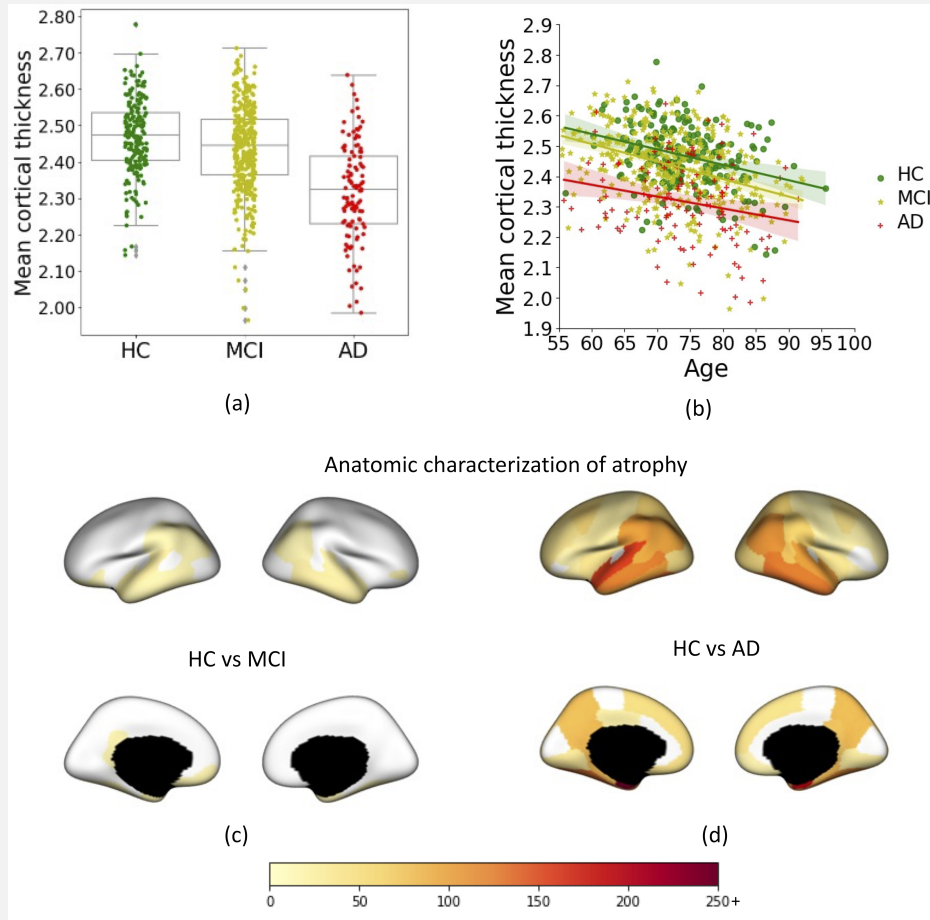 Mean cortical thickness
2.80
2.70
2.60
2.50
2.40
2.30
2.20
2.10
2.00
HC MCI AD
(a)
Mean cortical thickness
2.9
2.8
2.7
2.6
2.5
2.4
2.3
2.2
2.1
2.0
1.9
55 60 65 70 75 80 85 90 95 100
Age
HC
MCI
AD
(b)
Anatomic characterization of atrophy
HC vs MCI
HC vs AD
(c)
(d)
0 50 100 150 200 250+